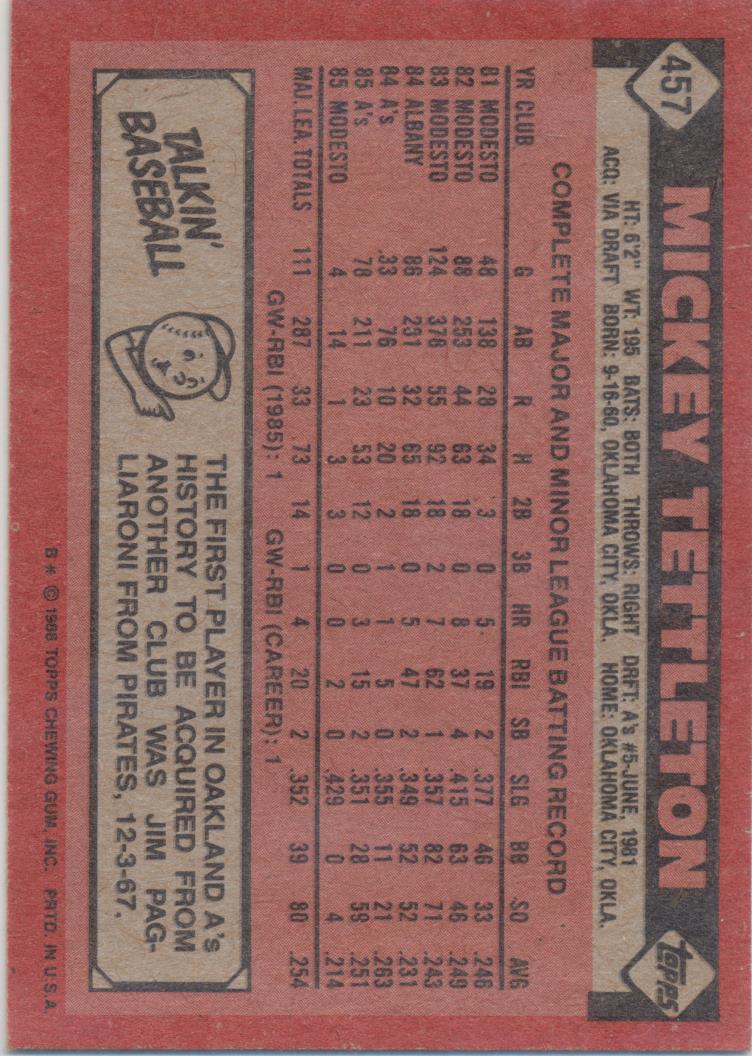 457
MICKEY TETTLETON
topps
HT: 6'2" WT: 195 BATS: BOTH THROWS: RIGHT DRFT: A's #5-JUNE, 1981
ACQ: VIA DRAFT BORN: 9-16-60, OKLAHOMA CITY, OKLA. HOME: OKLAHOMA CITY, OKLA.
COMPLETE MAJOR AND MINOR LEAGUE BATTING RECORD
YR CLUB G AB R H 2B 3B HR RBI SB SLG BB SO AVG
81 MODESTO 48 138 28 34 3 0 5 19 2 .377 46 33 .246
82 MODESTO 88 253 44 63 18 0 8 37 4 .415 63 46 .249
83 MODESTO 124 378 55 92 18 2 7 62 1 .357 82 71 .243
84 ALBANY 86 281 32 65 18 0 5 47 2 .349 52 52 .231
84 A's 33 76 10 20 2 1 1 5 0 .355 11 21 .263
85 A's 78 211 23 53 12 0 3 15 2 .351 28 59 .251
85 MODESTO 4 14 1 3 3 0 0 2 0 .429 0 4 .214
MAJ. LEA. TOTALS 111 287 33 73 14 1 4 20 2 .352 39 80 .254
GW-RBI (1985): 1 GW-RBI (CAREER): 1
TALKIN'
BASEBALL
THE FIRST PLAYER IN OAKLAND A's
HISTORY TO BE ACQUIRED FROM
ANOTHER CLUB WAS JIM PAG-
LIARONI FROM PIRATES, 12-3-67.
B* © 1986 TOPPS CHEWING GUM, INC. PRTD. IN U.S.A.